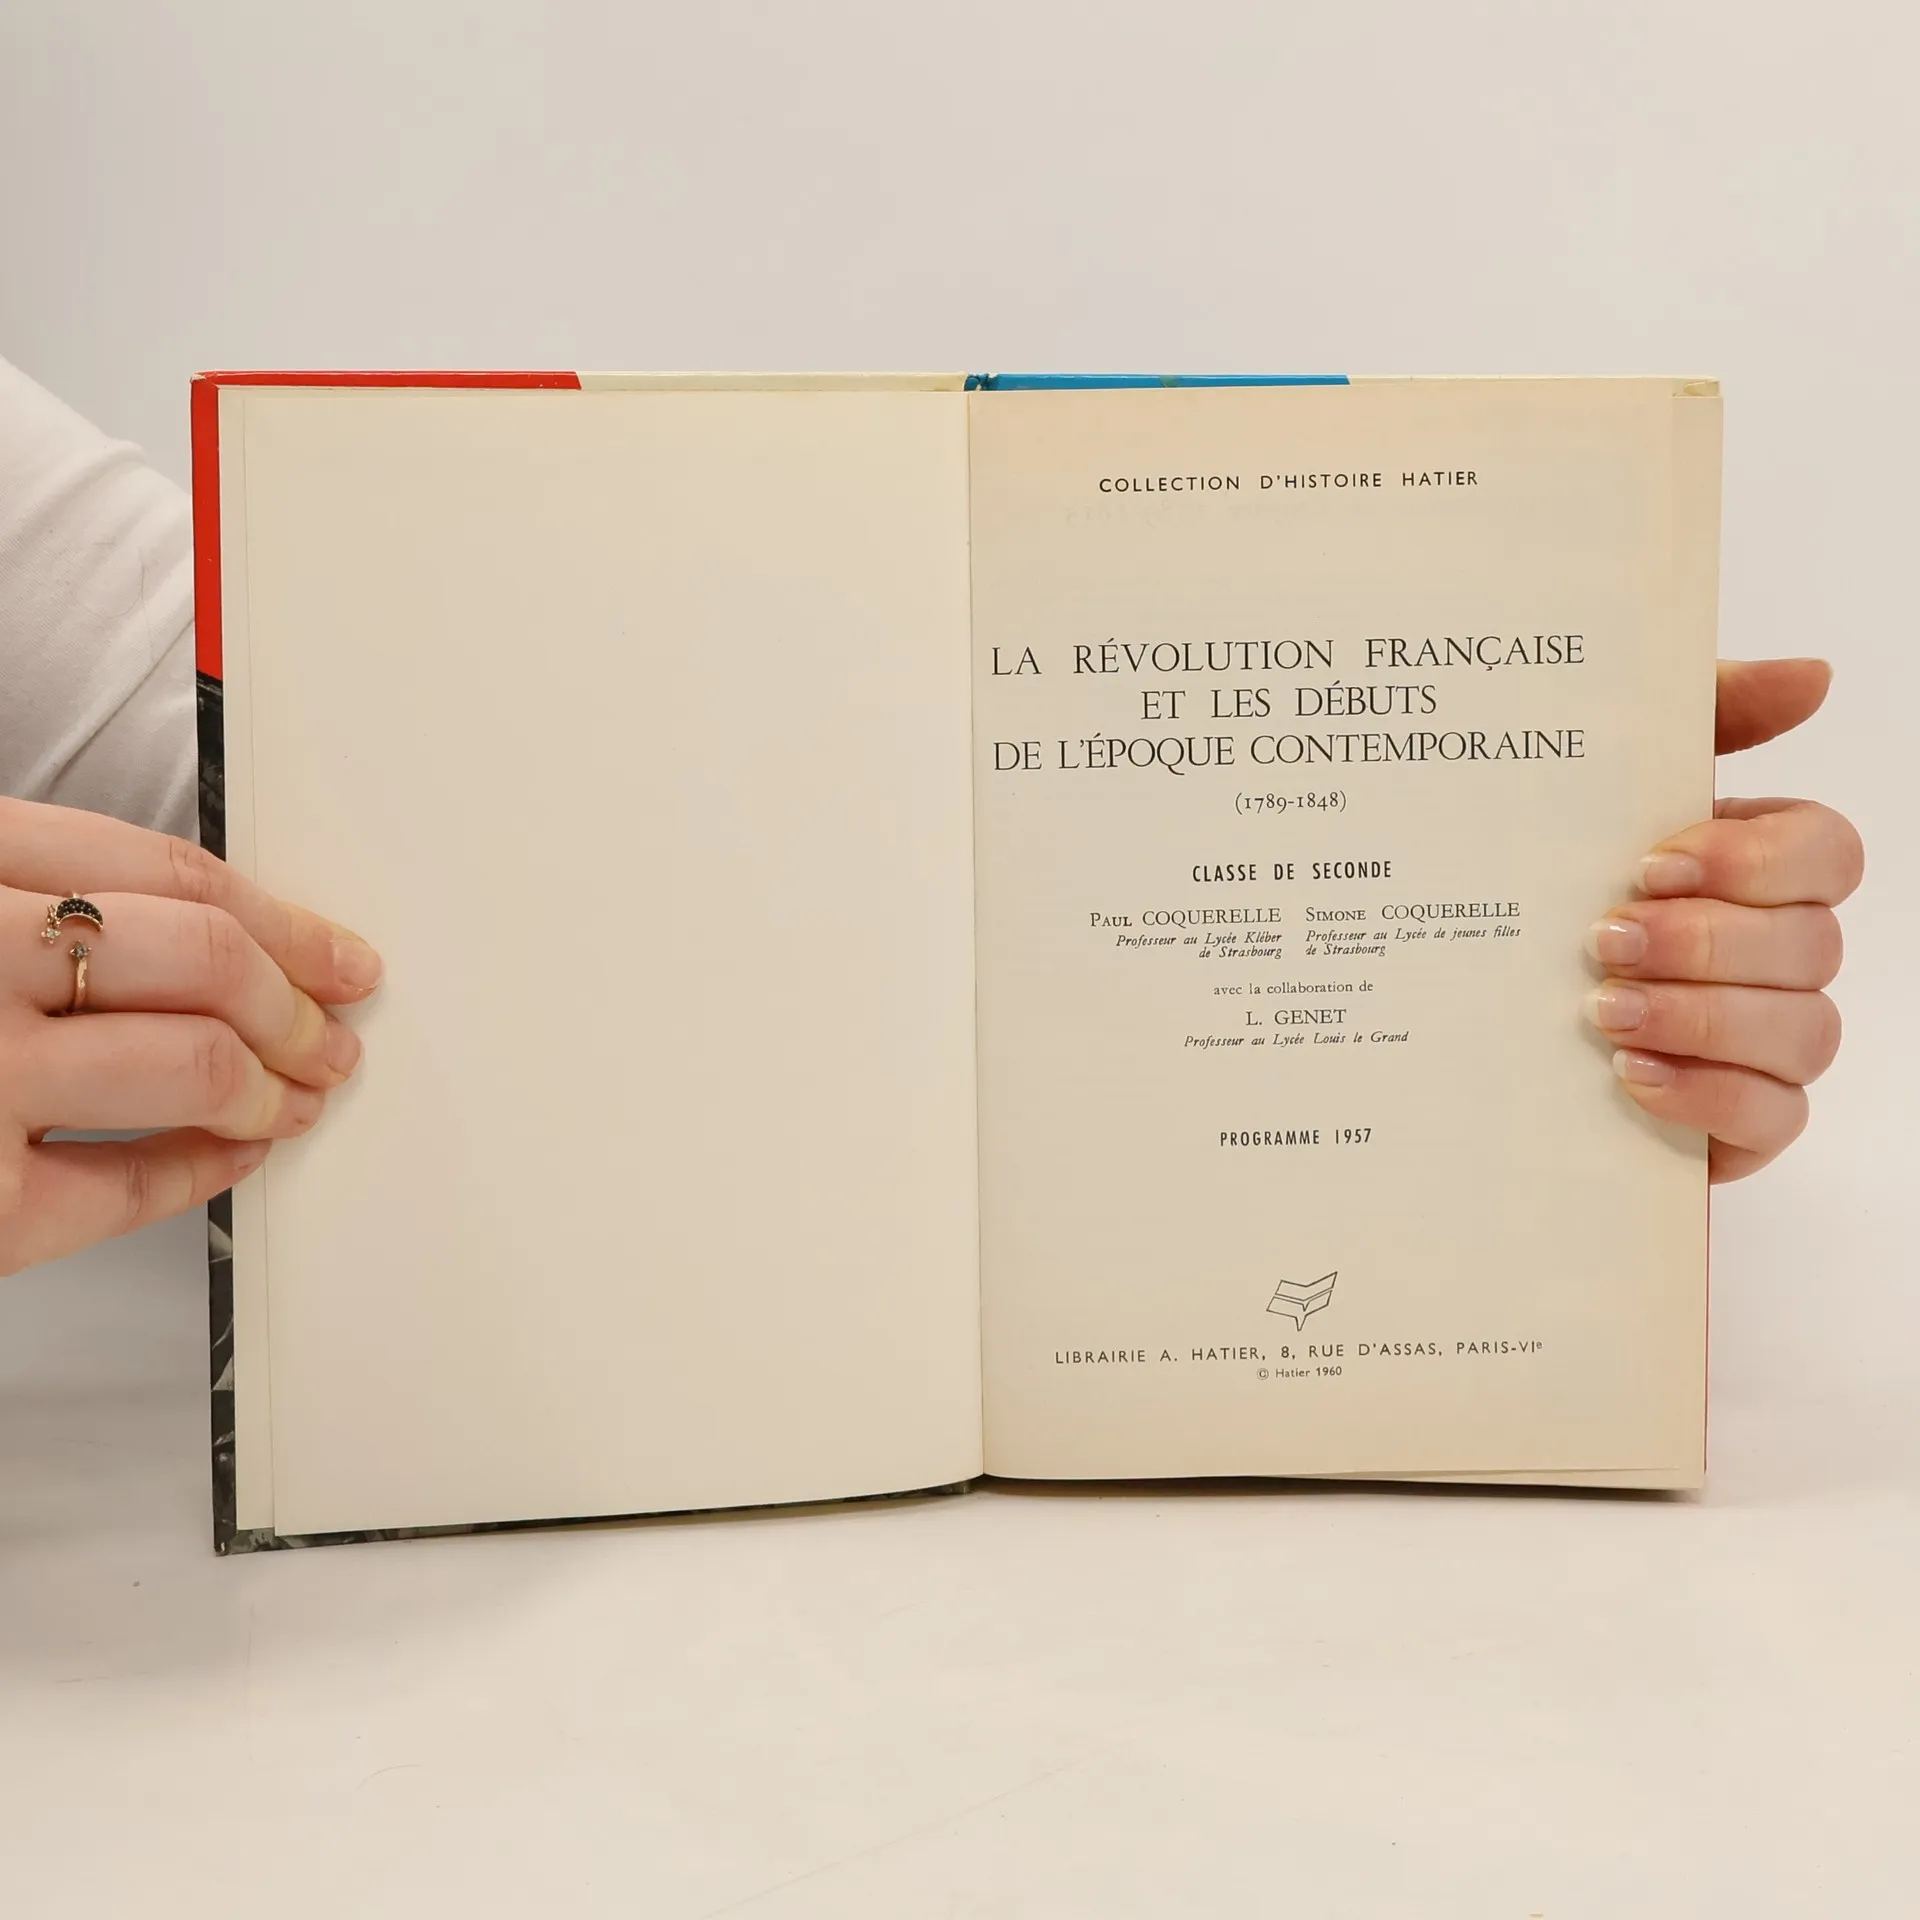 COLLECTION D'HISTOIRE HATIER
LA RÉVOLUTION FRANÇAISE
ET LES DÉBUTS
DE L'ÉPOQUE CONTEMPORAINE
(1789-1848)
CLASSE DE SECONDE
PAUL COQUERELLE
Professeur au Lycée Kléber
de Strasbourg
SIMONE COQUERELLE
Professeur au Lycée de jeunes filles
de Strasbourg
avec la collaboration de
L. GENET
Professeur au Lycée Louis le Grand
PROGRAMME 1957
LIBRAIRIE A. HATIER, 8, RUE D'ASSAS, PARIS-VIe
© Hatier 1960